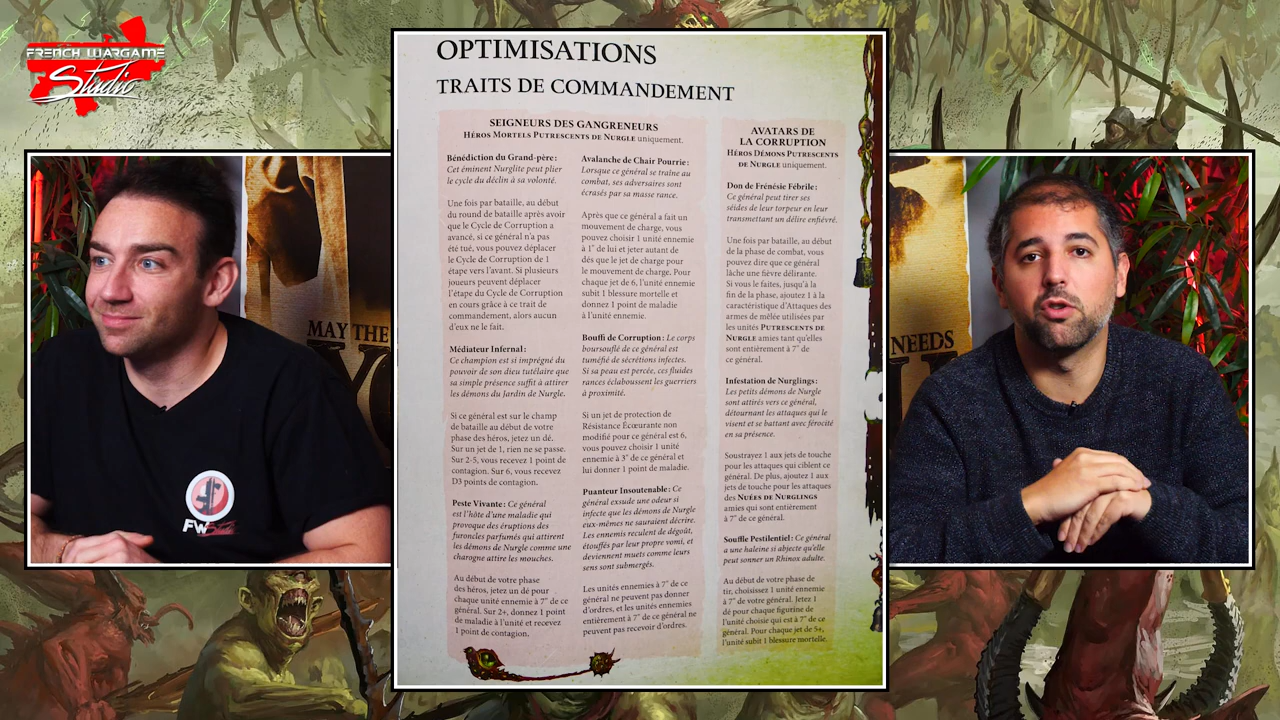 FRENCH WARGAME
Studio
OPTIMISATIONS
TRAITS DE COMMANDEMENT
SEIGNEURS DES GANGRENEURS
HÉROS MORTELS PUTRESCENTS DE NURGLE uniquement.
Bénédiction du Grand-père :
Cet éminent Nurglite peut plier
le cycle du déclin à sa volonté.
Une fois par bataille, au début
du round de bataille après avoir
que le Cycle de Corruption a
avancé, si ce général n'a pas
été tué, vous pouvez déplacer
le Cycle de Corruption de 1
étape vers l'avant. Si plusieurs
joueurs peuvent déplacer
l'étape du Cycle de Corruption
en cours grâce à ce trait de
commandement, alors aucun
d'eux ne le fait.
Médiateur Infernal :
Ce champion est si imprégné du
pouvoir de son dieu tutélaire que
sa simple présence suffit à attirer
les démons du Jardin de Nurgle.
Si ce général est sur le champ
de bataille au début de votre
phase des héros, jetez un dé.
Sur un jet de 1, rien ne se passe.
Sur 2-5, vous recevez 1 point de
contagion. Sur 6, vous recevez
D3 points de contagion.
Peste Vivante : Ce général
est l'hôte d'une maladie qui
provoque des éruptions des
furoncles parfumés qui attirent
les démons de Nurgle comme une
charogne attire les mouches.
Au début de votre phase
des héros, jetez un dé pour
chaque unité ennemie à 7" de ce
général. Sur 2+, donnez 1 point
de maladie à l'unité et recevez
1 point de contagion.
Avalanche de Chair Pourrie :
Lorsque ce général se traîne au
combat, ses adversaires sont
écrasés par sa masse rance.
Après que ce général a fait un
mouvement de charge, vous
pouvez choisir 1 unité ennemie
à 1" de lui et jeter autant de
dés que le jet de charge pour
le mouvement de charge. Pour
chaque jet de 6, l'unité ennemie
subit 1 blessure mortelle et
donnez 1 point de maladie
à l'unité ennemie.
Bouffi de Corruption : Le corps
boursouflé de ce général est
tuméfié de sécrétions infectes.
Si sa peau est percée, ces fluides
rances éclaboussent les guerriers
à proximité.
Si un jet de protection de
Résistance Écœurante non
modifié pour ce général est 6,
vous pouvez choisir 1 unité
ennemie à 3" de ce général et
lui donner 1 point de maladie.
Puanteur Insoutenable : Ce
général exsude une odeur si
infecte que les démons de Nurgle
eux-mêmes ne sauraient décrire.
Les ennemis reculent de dégoût,
étouffés par leur propre vomi, et
deviennent muets comme leurs
sens sont submergés.
Les unités ennemies à 7" de ce
général ne peuvent pas donner
d'ordres, et les unités ennemies
entièrement à 7" de ce général ne
peuvent pas recevoir d'ordres.
AVATARS DE
LA CORRUPTION
HÉROS DÉMONS PUTRESCENTS
DE NURGLE uniquement.
Don de Frénésie Fébrile :
Ce général peut tirer ses
séides de leur torpeur en leur
transmettant un délire enfiévré.
Une fois par bataille, au début
de la phase de combat, vous
pouvez dire que ce général
lâche une fièvre délirante.
Si vous le faites, jusqu'à la
fin de la phase, ajoutez 1 à la
caractéristique d'Attaques des
armes de mêlée utilisées par
les unités PUTRESCENTS DE
NURGLE amies tant qu'elles
sont entièrement à 7" de
ce général.
Infestation de Nurglings :
Les petits démons de Nurgle
sont attirés vers ce général,
détournant les attaques qui le
visent et se battant avec férocité
en sa présence.
Soustrayez 1 aux jets de touche
pour les attaques qui ciblent ce
général. De plus, ajoutez 1 aux
jets de touche pour les attaques
des NUÉES DE NURGLINGS
amies qui sont entièrement
à 7" de ce général.
Souffle Pestilentiel : Ce général
a une haleine si abjecte qu'elle
peut sonner un Rhinox adulte.
Au début de votre phase de
tir, choisissez 1 unité ennemie
à 7" de votre général. Jetez 1
dé pour chaque figurine de
l'unité choisie qui est à 7" de ce
général. Pour chaque jet de 5+,
l'unité subit 1 blessure mortelle.
MAY THE
NEEDS
FW